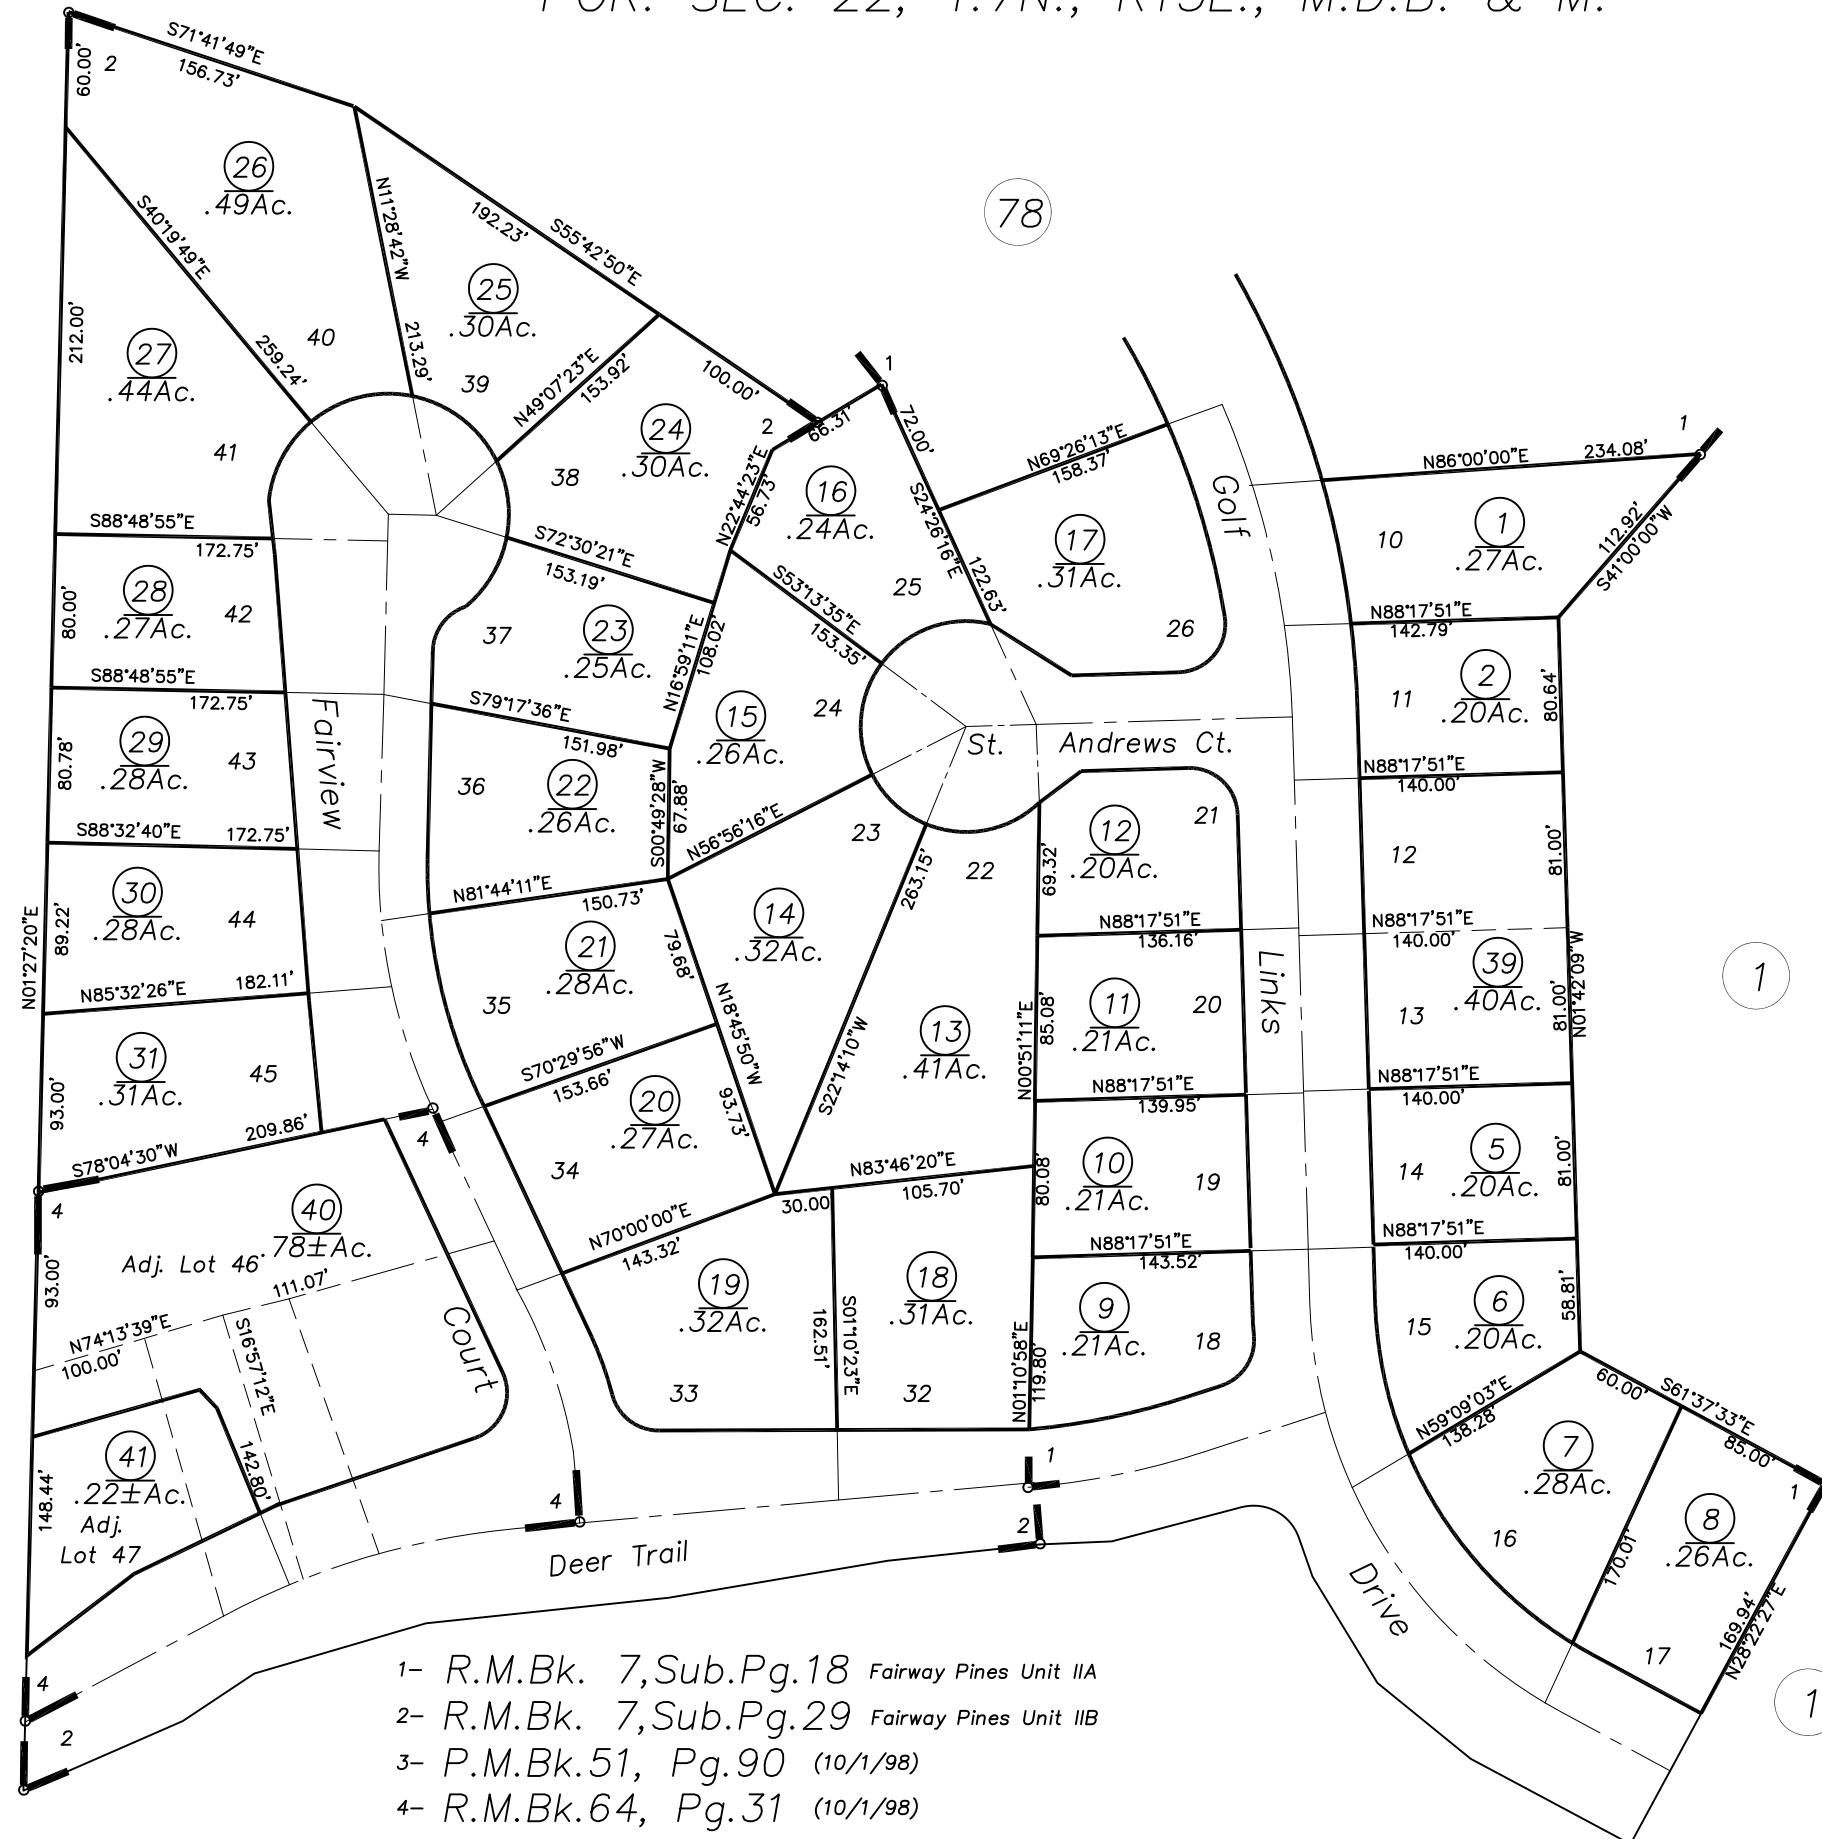 POR. SEC. 22, T.7N., R15E., M.D.B. & M.
S71°41'49"E
156.73'
60.00'
2
26
.49Ac.
40
S40°19'49"E
259.24'
N11°28'42"W
213.29'
192.23'
S55°42'50"E
25
.30Ac.
39
N49°07'23"E
153.92'
100.00'
78
212.00'
27
.44Ac.
41
24
.30Ac.
38
2
66.31'
1
72.00'
N22°44'23"E
56.73'
16
.24Ac.
25
S24°26'16"E
122.63'
N69°26'13"E
158.37'
17
.31Ac.
26
Golf
N86°00'00"E
234.08'
1
10
1
.27Ac.
112.92'
S41°00'00"W
S88°48'55"E
172.75'
S72°30'21"E
153.19'
80.00'
28
.27Ac.
42
37
23
.25Ac.
N16°59'11"E
108.02'
S53°13'35"E
153.35'
N88°17'51"E
142.79'
11
2
.20Ac.
80.64'
S88°48'55"E
172.75'
S79°17'36"E
151.98'
15
.26Ac.
24
St. Andrews Ct.
80.78'
29
.28Ac.
43
Fairview
36
22
.26Ac.
S00°49'28"W
67.88'
N88°17'51"E
140.00'
S88°32'40"E
172.75'
N56°56'16"E
23
22
12
.20Ac.
21
69.32'
12
81.00'
N01°27'20"E
89.22'
30
.28Ac.
44
N81°44'11"E
150.73'
14
.32Ac.
263.15'
N88°17'51"E
136.16'
N88°17'51"E
140.00'
N85°32'26"E
182.11'
35
21
.28Ac.
79.68'
N18°45'50"W
93.73'
Links
39
.40Ac.
13
81.00'
N01°42'09"W
1
31
.31Ac.
45
93.00'
S70°29'56"W
153.66'
S22°14'10"W
13
.41Ac.
N00°51'11"E
85.08'
11
.21Ac.
20
N88°17'51"E
139.95'
N88°17'51"E
140.00'
S78°04'30"W
209.86'
4
4
34
20
.27Ac.
N83°46'20"E
105.70'
30.00
80.08'
10
.21Ac.
19
14
5
.20Ac.
81.00'
40
.78±Ac.
Adj. Lot 46
93.00'
111.07'
N70°00'00"E
143.32'
N88°17'51"E
143.52'
N88°17'51"E
140.00'
N74°13'39"E
100.00'
S16°57'12"E
Court
19
.32Ac.
33
162.51'
S01°10'23"E
18
.31Ac.
32
N01°10'58"E
119.80'
9
.21Ac.
18
15
6
.20Ac.
58.81'
41
.22±Ac.
Adj.
Lot 47
148.44'
142.80'
4
1
2
Deer Trail
N59°09'03"E
138.28'
60.00'
S61°37'33"E
85.00'
1
7
.28Ac.
16
170.01'
8
.26Ac.
17
169.94'
N28°22'27"E
Drive
1
4
2
1- R.M.Bk. 7,Sub.Pg.18 Fairway Pines Unit IIA
2- R.M.Bk. 7,Sub.Pg.29 Fairway Pines Unit IIB
3- P.M.Bk.51, Pg.90 (10/1/98)
4- R.M.Bk.64, Pg.31 (10/1/98)